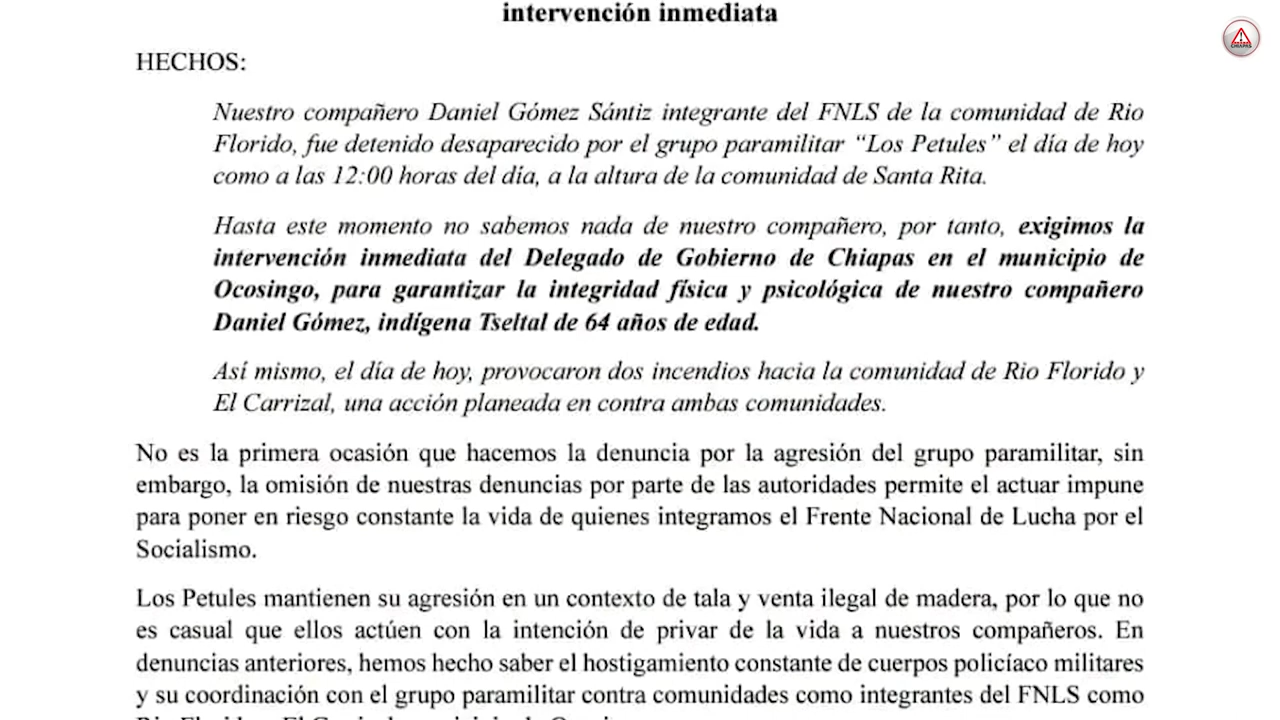 intervención inmediata
CHIAPAS
HECHOS:
Nuestro compañero Daniel Gómez Sántiz integrante del FNLS de la comunidad de Rio
Florido, fue detenido desaparecido por el grupo paramilitar “Los Petules” el día de hoy
como a las 12:00 horas del día, a la altura de la comunidad de Santa Rita.
Hasta este momento no sabemos nada de nuestro compañero, por tanto, exigimos la
intervención inmediata del Delegado de Gobierno de Chiapas en el municipio de
Ocosingo, para garantizar la integridad física y psicológica de nuestro compañero
Daniel Gómez, indígena Tseltal de 64 años de edad.
Así mismo, el día de hoy, provocaron dos incendios hacia la comunidad de Rio Florido y
El Carrizal, una acción planeada en contra ambas comunidades.
No es la primera ocasión que hacemos la denuncia por la agresión del grupo paramilitar, sin
embargo, la omisión de nuestras denuncias por parte de las autoridades permite el actuar impune
para poner en riesgo constante la vida de quienes integramos el Frente Nacional de Lucha por el
Socialismo.
Los Petules mantienen su agresión en un contexto de tala y venta ilegal de madera, por lo que no
es casual que ellos actúen con la intención de privar de la vida a nuestros compañeros. En
denuncias anteriores, hemos hecho saber el hostigamiento constante de cuerpos policíaco militares
y su coordinación con el grupo paramilitar contra comunidades como integrantes del FNLS como